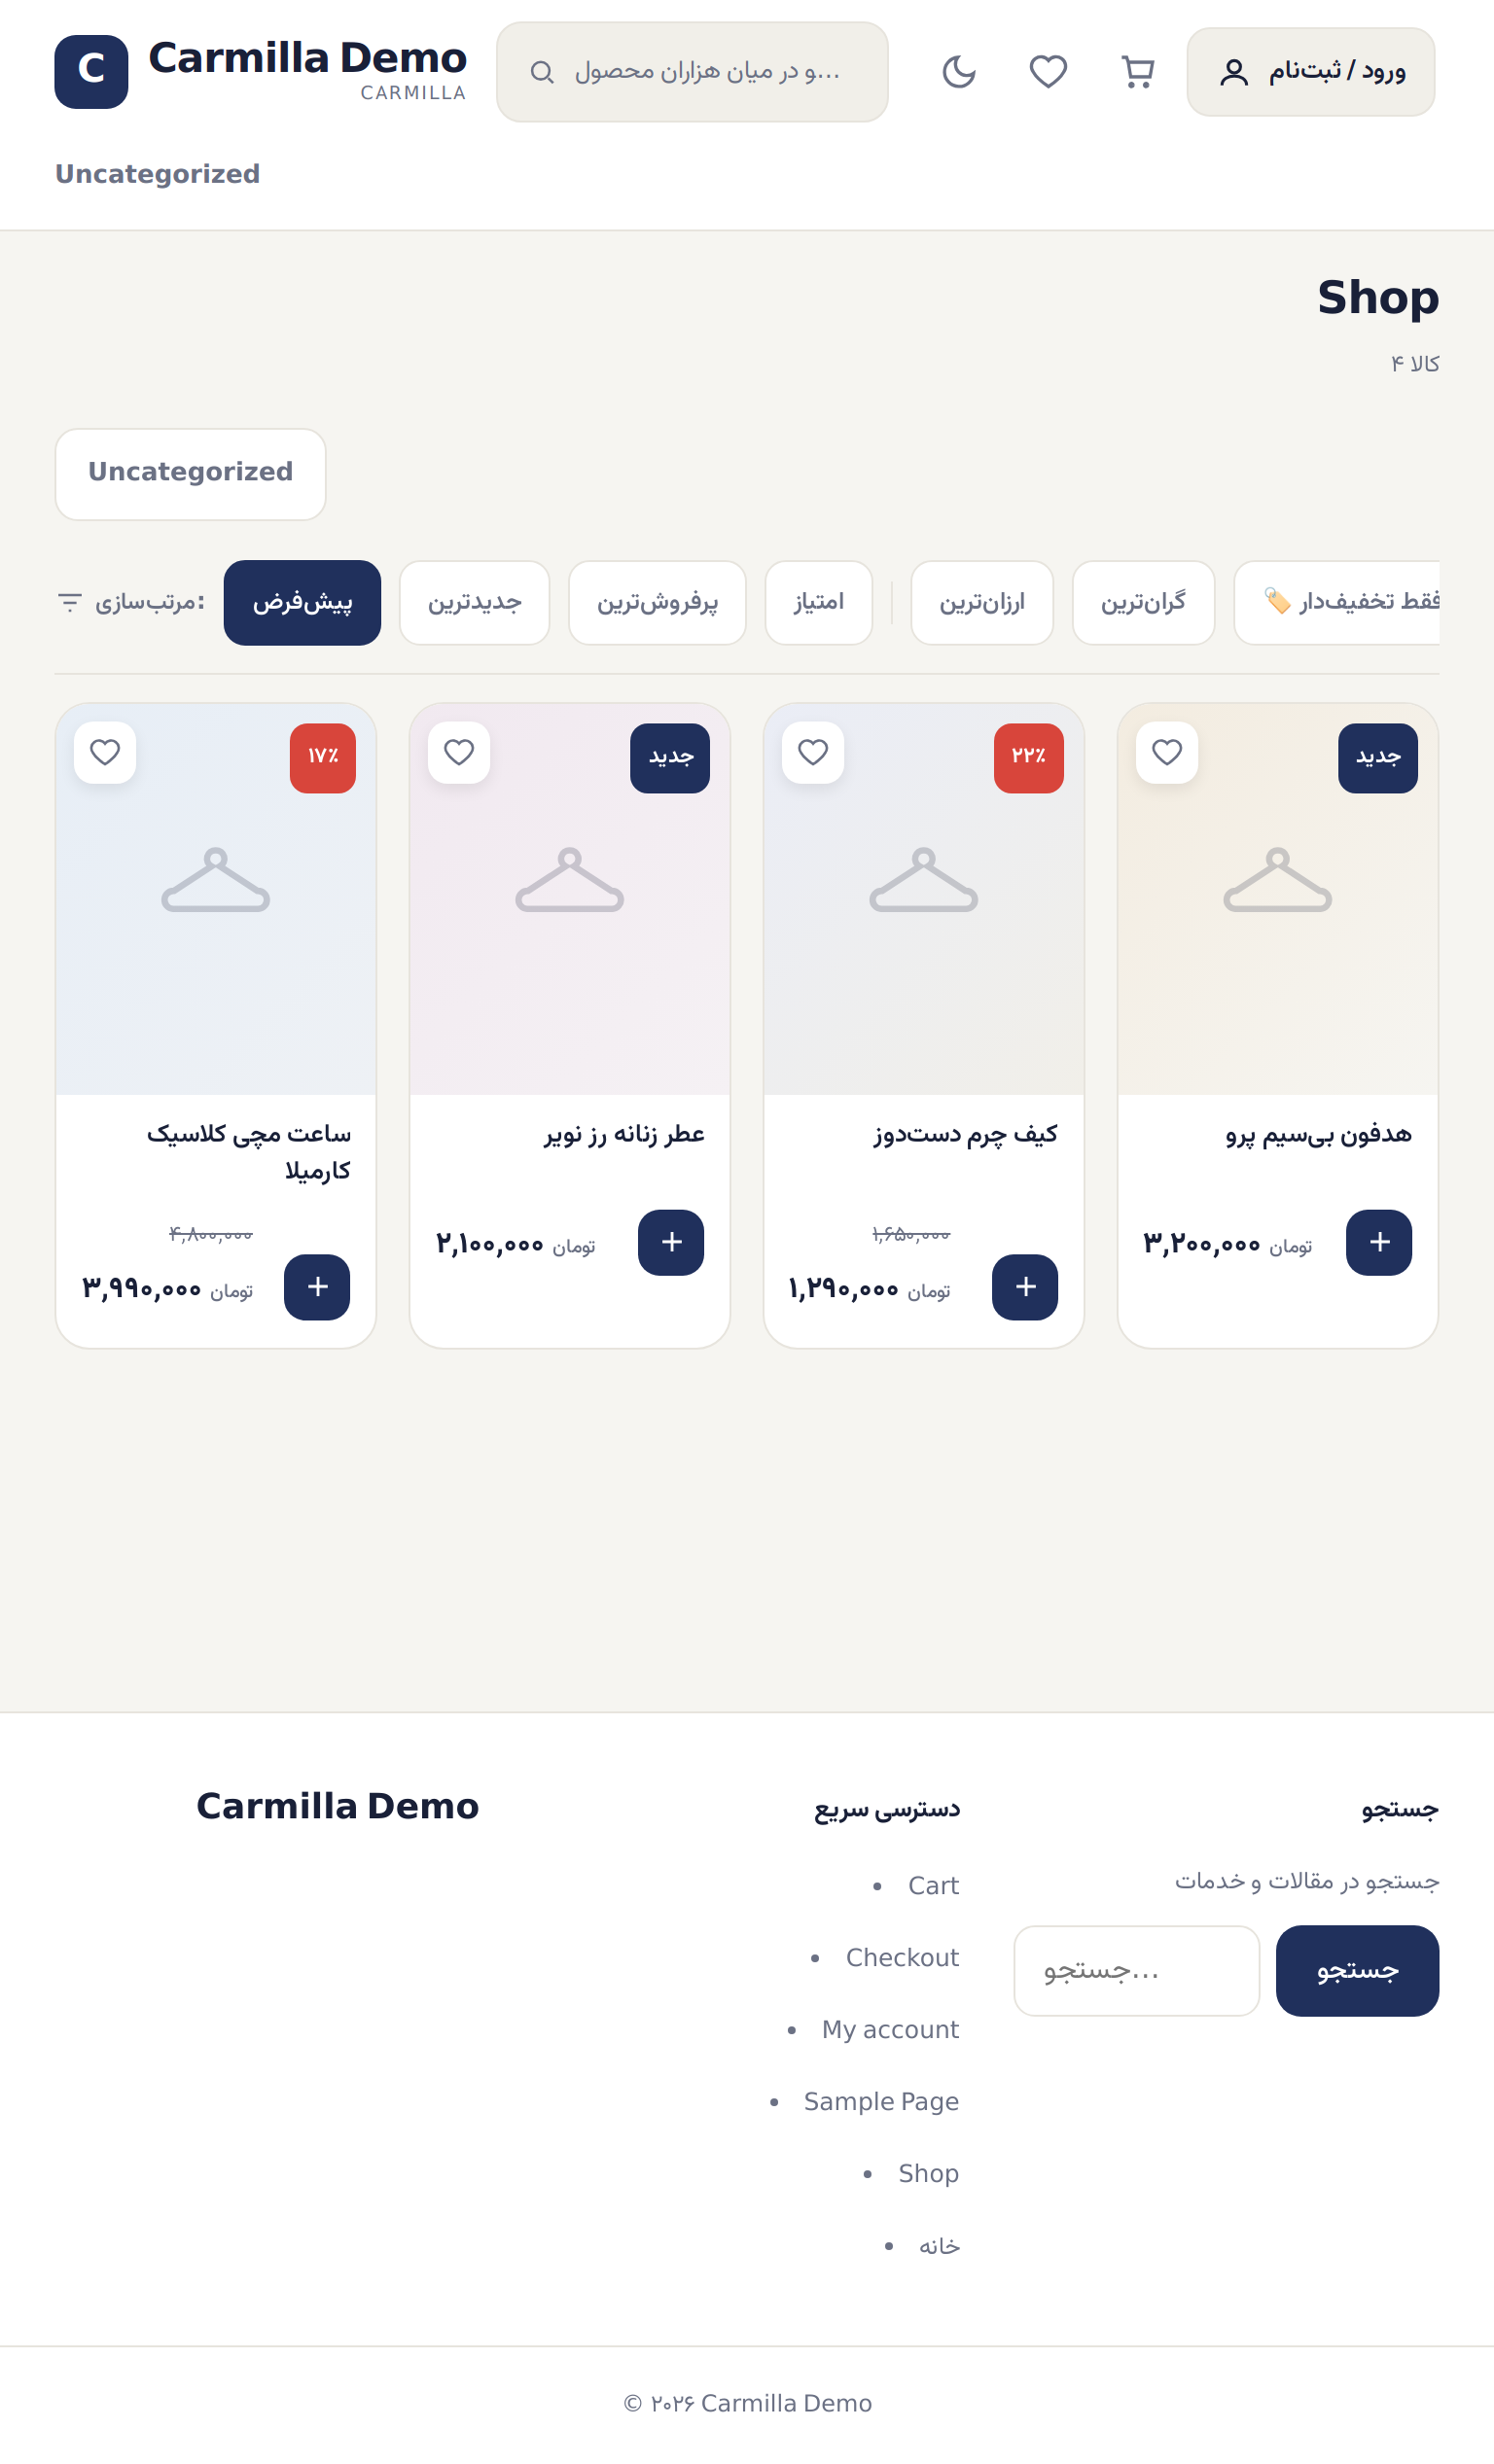 C
Carmilla Demo
CARMILLA
و در میان هزاران محصول...
ورود / ثبت‌نام
Uncategorized
Shop
۴ کالا
Uncategorized
مرتب‌سازی:
پیش‌فرض
جدیدترین
پرفروش‌ترین
امتیاز
ارزان‌ترین
گران‌ترین
🏷️ فقط تخفیف‌دار
۱۷٪
جدید
۲۲٪
جدید
ساعت مچی کلاسیک
کارمیلا
۴,۸۰۰,۰۰۰
۳,۹۹۰,۰۰۰ تومان
+
عطر زنانه رز نویر
۲,۱۰۰,۰۰۰ تومان
+
کیف چرم دست‌دوز
۱,۶۵۰,۰۰۰
۱,۲۹۰,۰۰۰ تومان
+
هدفون بی‌سیم پرو
۳,۲۰۰,۰۰۰ تومان
+
Carmilla Demo
دسترسی سریع
• Cart
• Checkout
• My account
• Sample Page
• Shop
• خانه
جستجو
جستجو در مقالات و خدمات
جستجو...
جستجو
© ۲۰۲۶ Carmilla Demo